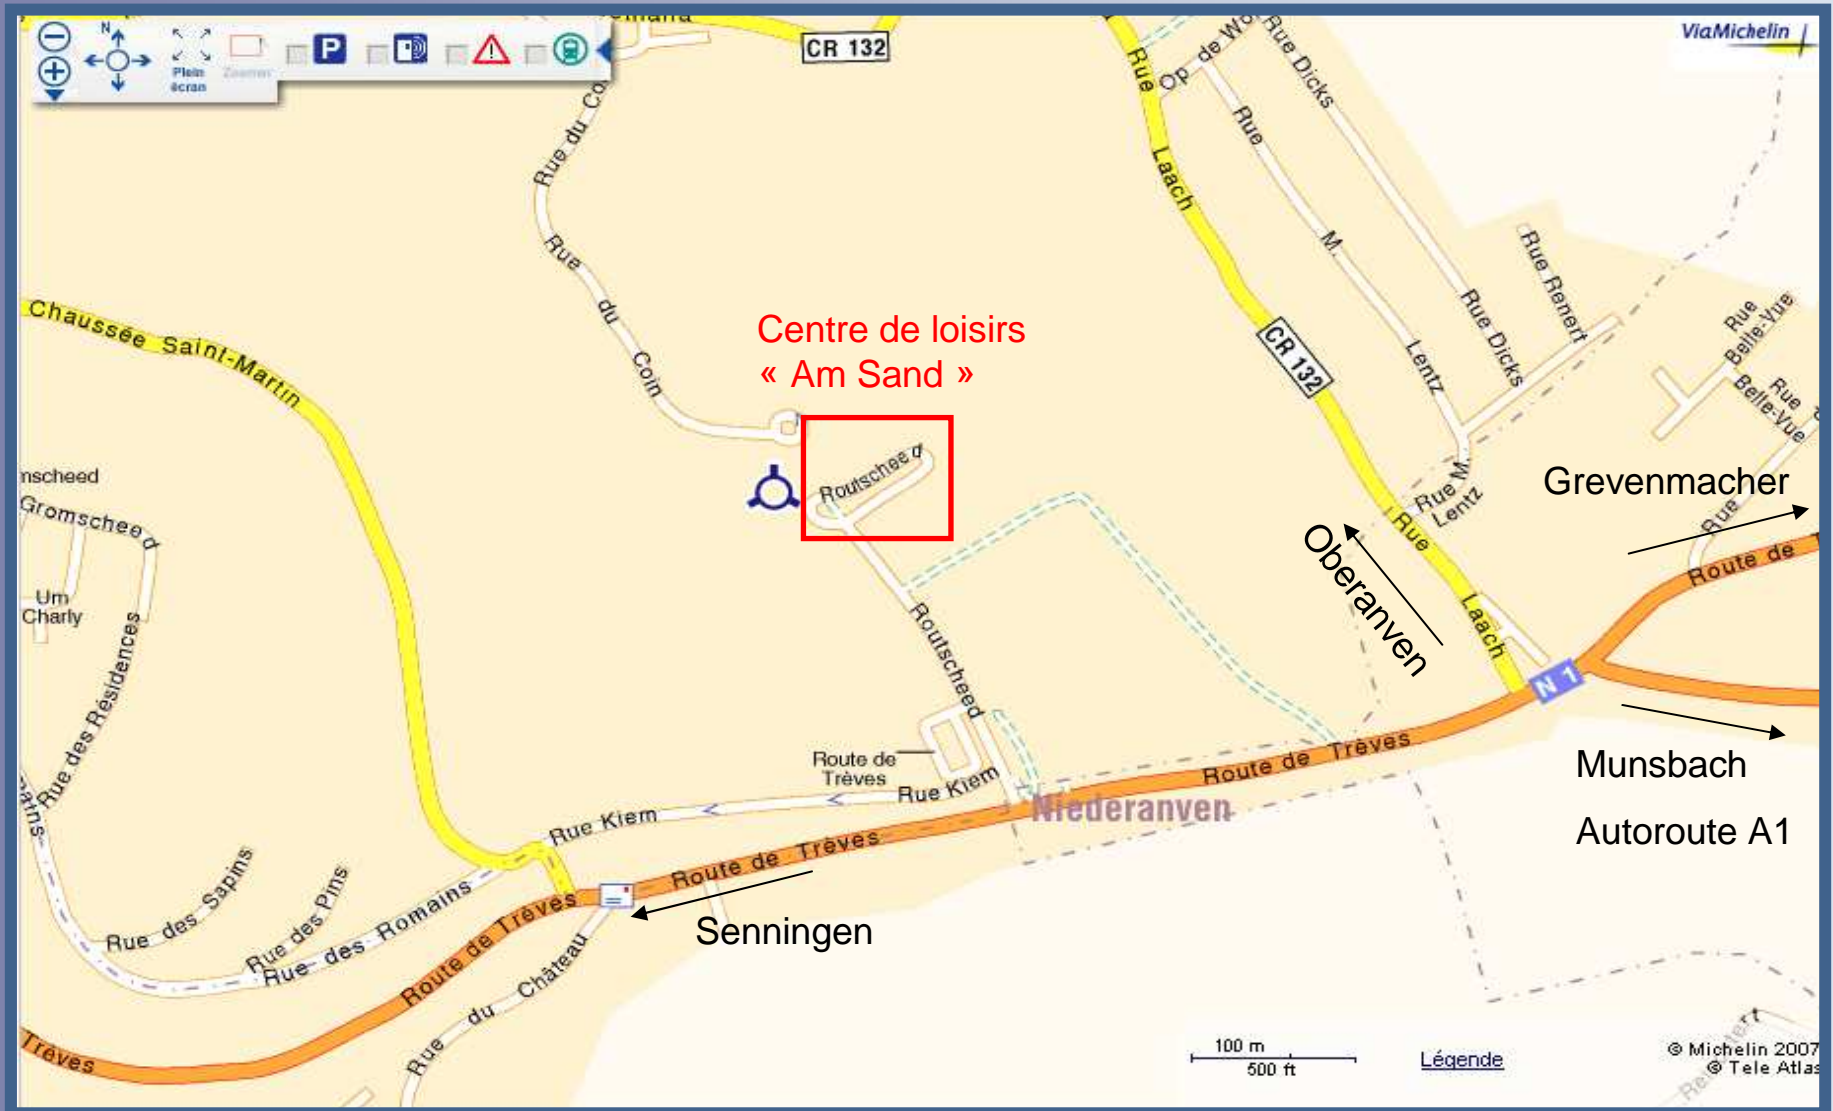 N
Plein
écran
Zoomer
P
CR 132
ViaMichelin
Rue du
Rue
du
Coin
Chaussée Saint-Martin
Centre de loisirs
« Am Sand »
Routscheed
Routscheed
Rue
Laach
Op de
Rue Dicks
Rue
M.
Lentz
Rue Dicks
Rue Renert
CR 132
Rue M.
Lentz
Rue
Laach
Rue
Belle-Vue
Rue
Belle-Vue
Rue
Grevenmacher
Route de
Oberanven
N 1
Munsbach
Autoroute A1
Gromscheed
Um
Charly
Rue des Résidences
Route de
Trèves
Rue Kiem
Rue Kiem
Niederanven
Route de Trèves
Route de Trèves
Senningen
Rue des Sapins
Rue des Pins
Rue des Romains
Route de Trèves
Rue du Château
Trèves
100 m
500 ft
Légende
© Michelin 2007
© Tele Atlas